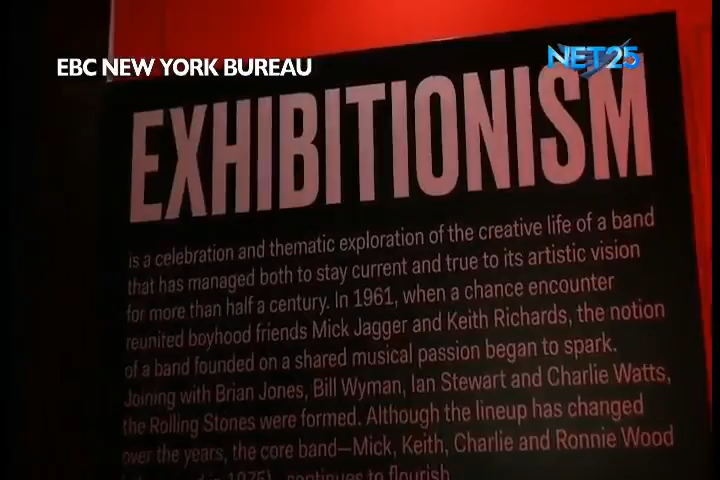 EBC NEW YORK BUREAU
NET25
EXHIBITIONISM
is a celebration and thematic exploration of the creative life of a band
that has managed both to stay current and true to its artistic vision
for more than half a century. In 1961, when a chance encounter
reunited boyhood friends Mick Jagger and Keith Richards, the notion
of a band founded on a shared musical passion began to spark.
Joining with Brian Jones, Bill Wyman, Ian Stewart and Charlie Watts,
the Rolling Stones were formed. Although the lineup has changed
over the years, the core band—Mick, Keith, Charlie and Ronnie Wood
in 1975), continues to flourish.